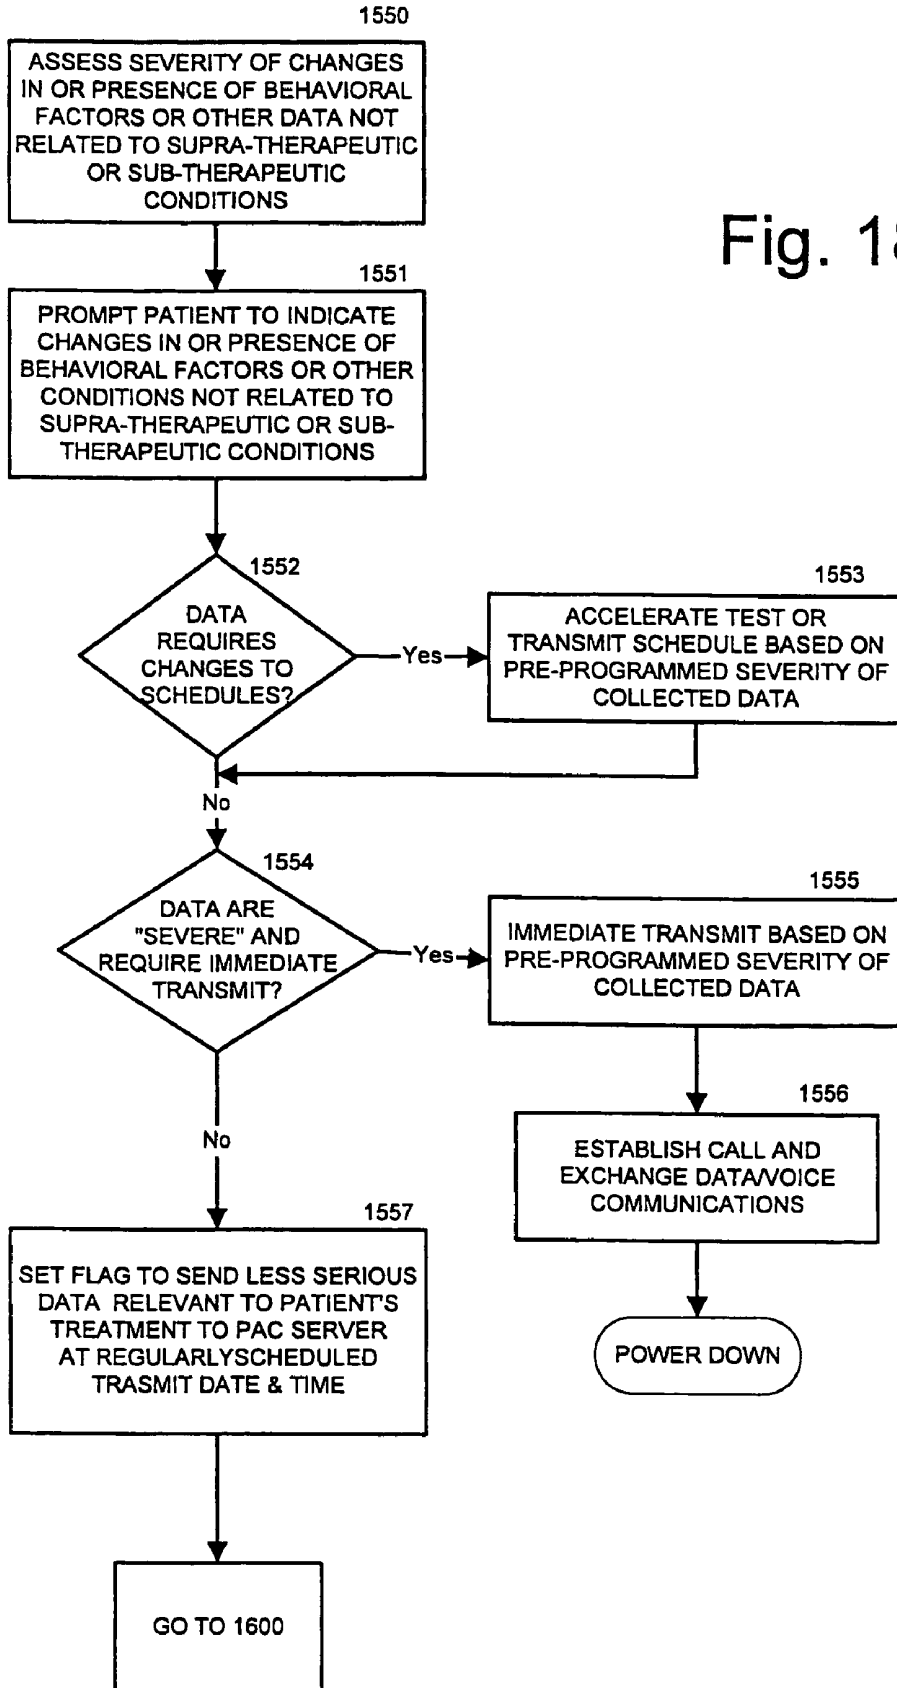 1550
ASSESS SEVERITY OF CHANGES
IN OR PRESENCE OF BEHAVIORAL
FACTORS OR OTHER DATA NOT
RELATED TO SUPRA-THERAPEUTIC
OR SUB-THERAPEUTIC
CONDITIONS
Fig. 18
1551
PROMPT PATIENT TO INDICATE
CHANGES IN OR PRESENCE OF
BEHAVIORAL FACTORS OR OTHER
CONDITIONS NOT RELATED TO
SUPRA-THERAPEUTIC OR SUB-
THERAPEUTIC CONDITIONS
1552
DATA
REQUIRES
CHANGES TO
SCHEDULES?
Yes
1553
ACCELERATE TEST OR
TRANSMIT SCHEDULE BASED ON
PRE-PROGRAMMED SEVERITY OF
COLLECTED DATA
No
1554
DATA ARE
"SEVERE" AND
REQUIRE IMMEDIATE
TRANSMIT?
Yes
1555
IMMEDIATE TRANSMIT BASED ON
PRE-PROGRAMMED SEVERITY OF
COLLECTED DATA
1556
ESTABLISH CALL AND
EXCHANGE DATA/VOICE
COMMUNICATIONS
POWER DOWN
No
1557
SET FLAG TO SEND LESS SERIOUS
DATA RELEVANT TO PATIENT'S
TREATMENT TO PAC SERVER
AT REGULARLYSCHEDULED
TRASMIT DATE & TIME
GO TO 1600